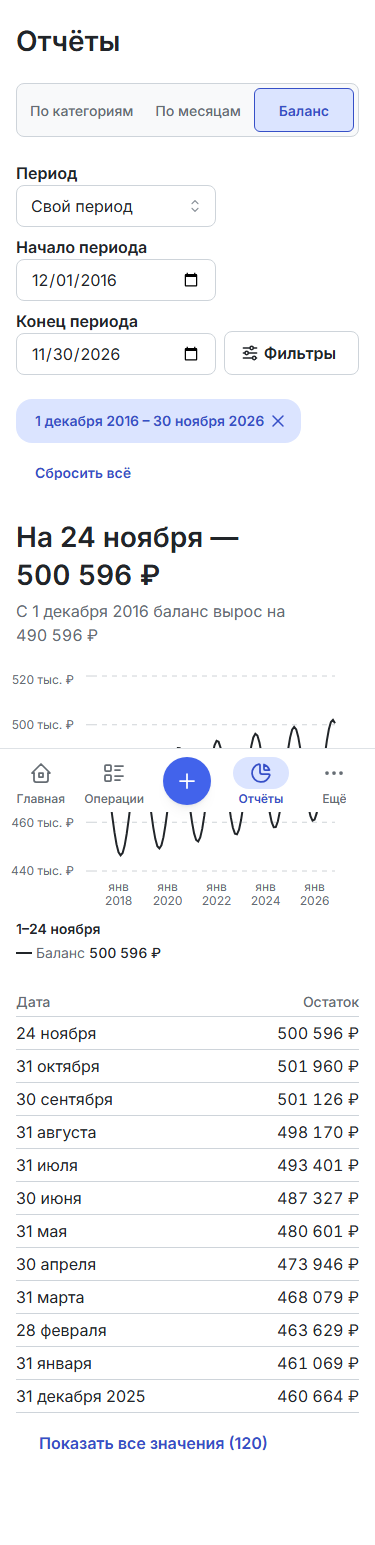 Отчёты
По категориям По месяцам Баланс
Период
Свой период
Начало периода
12/01/2016
Конец периода
11/30/2026 Фильтры
1 декабря 2016 – 30 ноября 2026
Сбросить всё
На 24 ноября —
500 596 ₽
С 1 декабря 2016 баланс вырос на
490 596 ₽
520 тыс. ₽
500 тыс. ₽
Главная Операции Отчёты Ещё
460 тыс. ₽
440 тыс. ₽
янв янв янв янв янв
2018 2020 2022 2024 2026
1–24 ноября
Баланс 500 596 ₽
Дата Остаток
24 ноября 500 596 ₽
31 октября 501 960 ₽
30 сентября 501 126 ₽
31 августа 498 170 ₽
31 июля 493 401 ₽
30 июня 487 327 ₽
31 мая 480 601 ₽
30 апреля 473 946 ₽
31 марта 468 079 ₽
28 февраля 463 629 ₽
31 января 461 069 ₽
31 декабря 2025 460 664 ₽
Показать все значения (120)